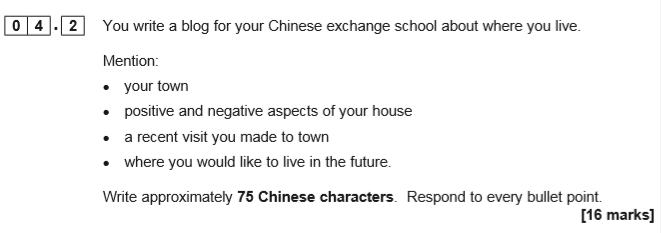 04.2 You write a blog for your Chinese exchange school about where you live.
Mention:
• your town
• positive and negative aspects of your house
• a recent visit you made to town
• where you would like to live in the future.
Write approximately 75 Chinese characters. Respond to every bullet point.
[16 marks]